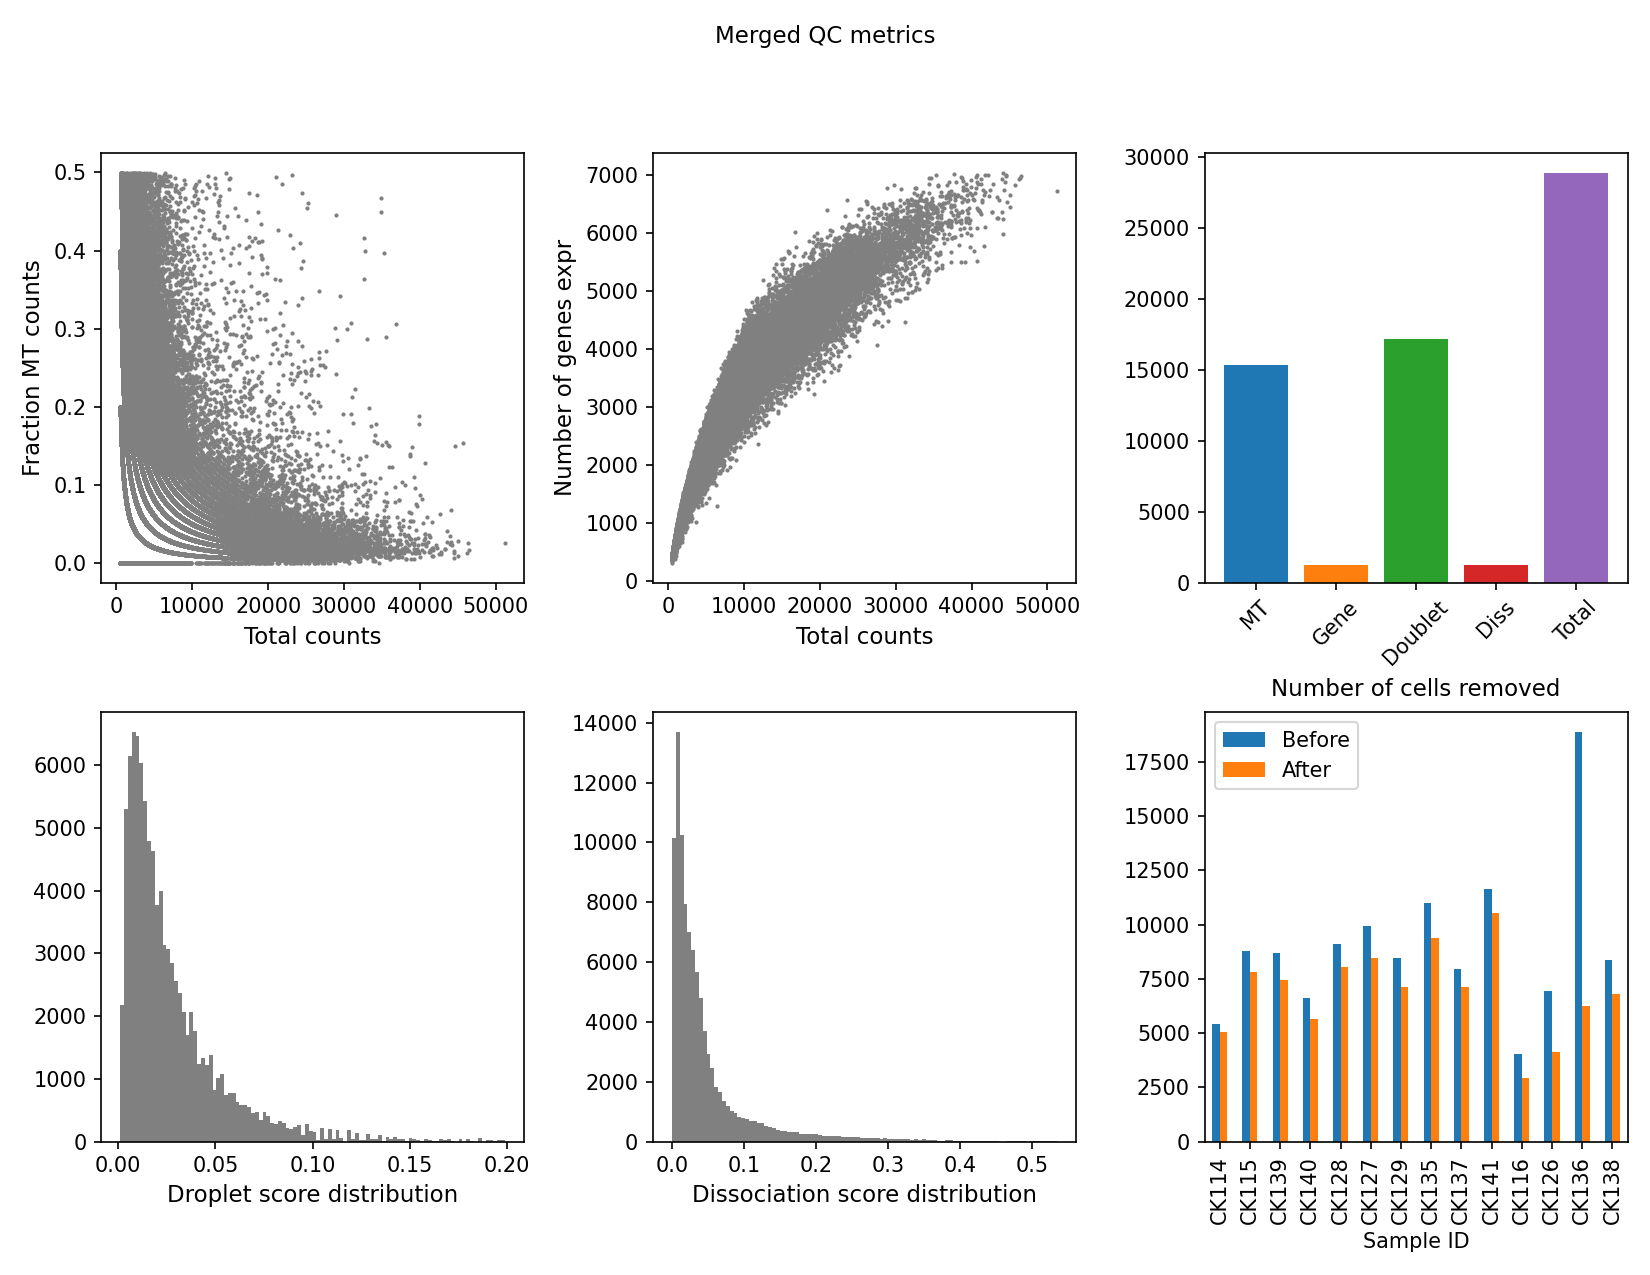 Merged QC metrics
Fraction MT counts
0.5
0.4
0.3
0.2
0.1
0.0
0 10000 20000 30000 40000 50000
Total counts
Number of genes expr
7000
6000
5000
4000
3000
2000
1000
0
0 10000 20000 30000 40000 50000
Total counts
30000
25000
20000
15000
10000
5000
0
MT Gene Doublet Diss Total
Number of cells removed
6000
5000
4000
3000
2000
1000
0
0.00 0.05 0.10 0.15 0.20
Droplet score distribution
14000
12000
10000
8000
6000
4000
2000
0
0.0 0.1 0.2 0.3 0.4 0.5
Dissociation score distribution
Before
After
17500
15000
12500
10000
7500
5000
2500
0
CK114 CK115 CK139 CK140 CK128 CK127 CK129 CK135 CK137 CK141 CK116 CK126 CK136 CK138
Sample ID